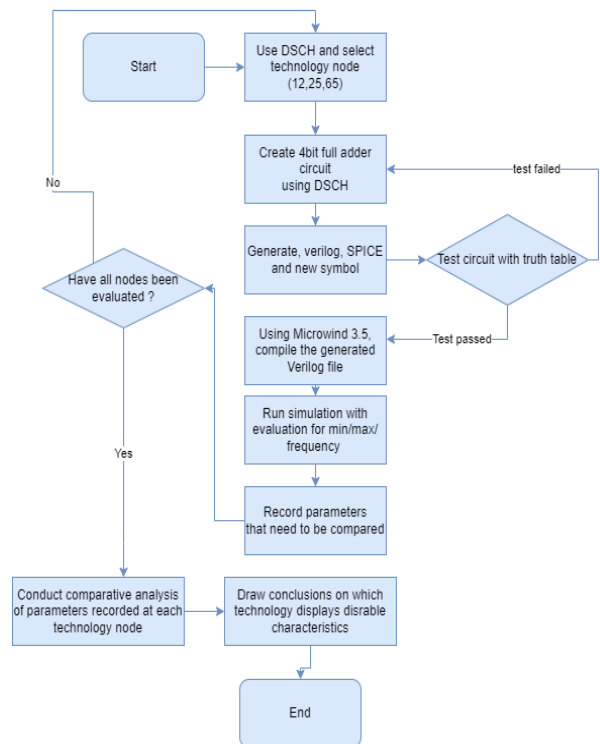 Start
Use DSCH and select
technology node
(12,25,65)
Create 4bit full adder
circuit
using DSCH
test failed
No
Generate, verilog, SPICE
and new symbol
Test circuit with truth table
Have all nodes been
evaluated ?
Using Microwind 3.5,
compile the generated
Verilog file
Test passed
Run simulation with
evaluation for min/max/
frequency
Yes
Record parameters
that need to be compared
Conduct comparative analysis
of parameters recorded at each
technology node
Draw conclusions on which
technology displays disrable
characteristics
End